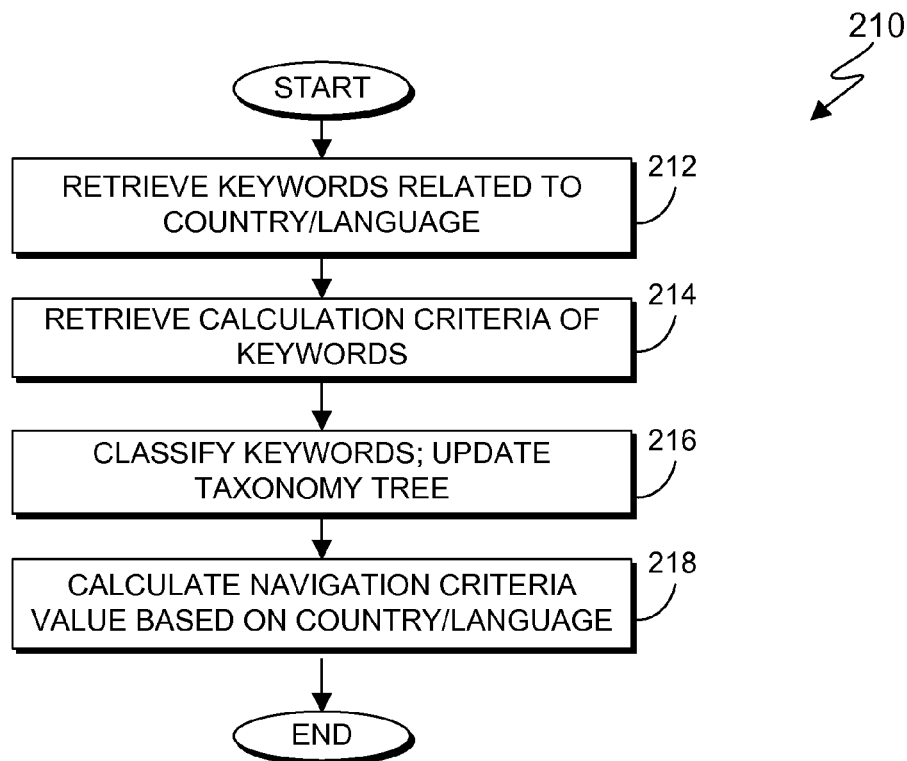 210
START
RETRIEVE KEYWORDS RELATED TO
COUNTRY/LANGUAGE
212
RETRIEVE CALCULATION CRITERIA OF
KEYWORDS
214
CLASSIFY KEYWORDS; UPDATE
TAXONOMY TREE
216
CALCULATE NAVIGATION CRITERIA
VALUE BASED ON COUNTRY/LANGUAGE
218
END